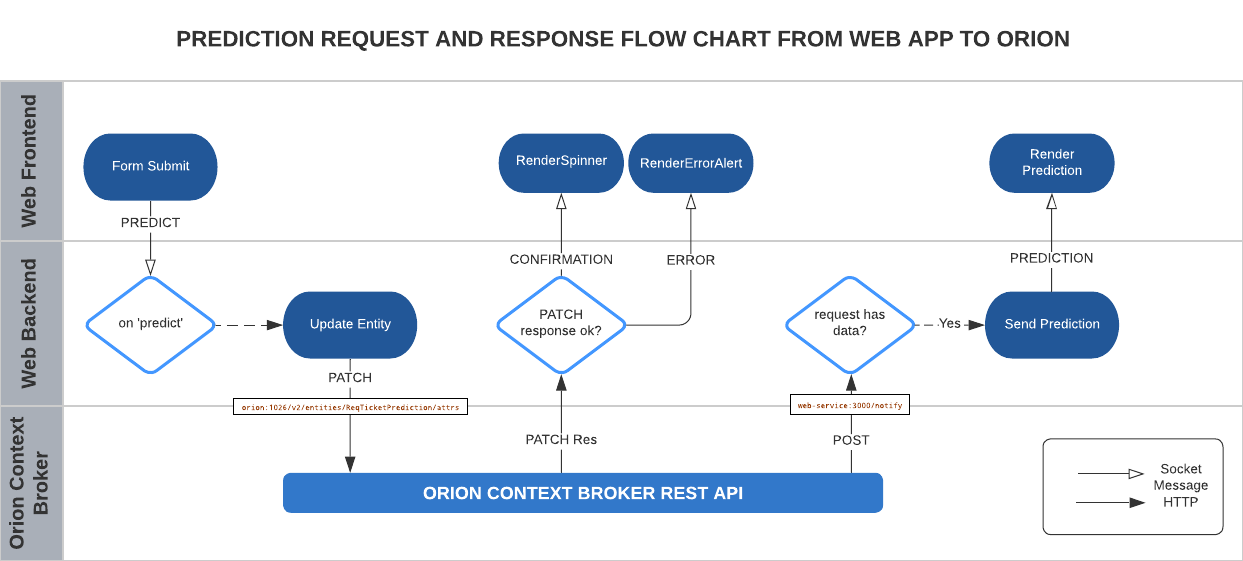 PREDICTION REQUEST AND RESPONSE FLOW CHART FROM WEB APP TO ORION
Web Frontend
Form Submit
RenderSpinner
RenderErrorAlert
Render
Prediction
PREDICT
CONFIRMATION
ERROR
PREDICTION
Web Backend
on 'predict'
Update Entity
PATCH
response ok?
request has
data?
Yes
Send Prediction
PATCH
orion:1026/v2/entities/ReqTicketPrediction/attrs
web-service:3000/notify
Orion Context
Broker
PATCH Res
POST
ORION CONTEXT BROKER REST API
Socket
Message
HTTP